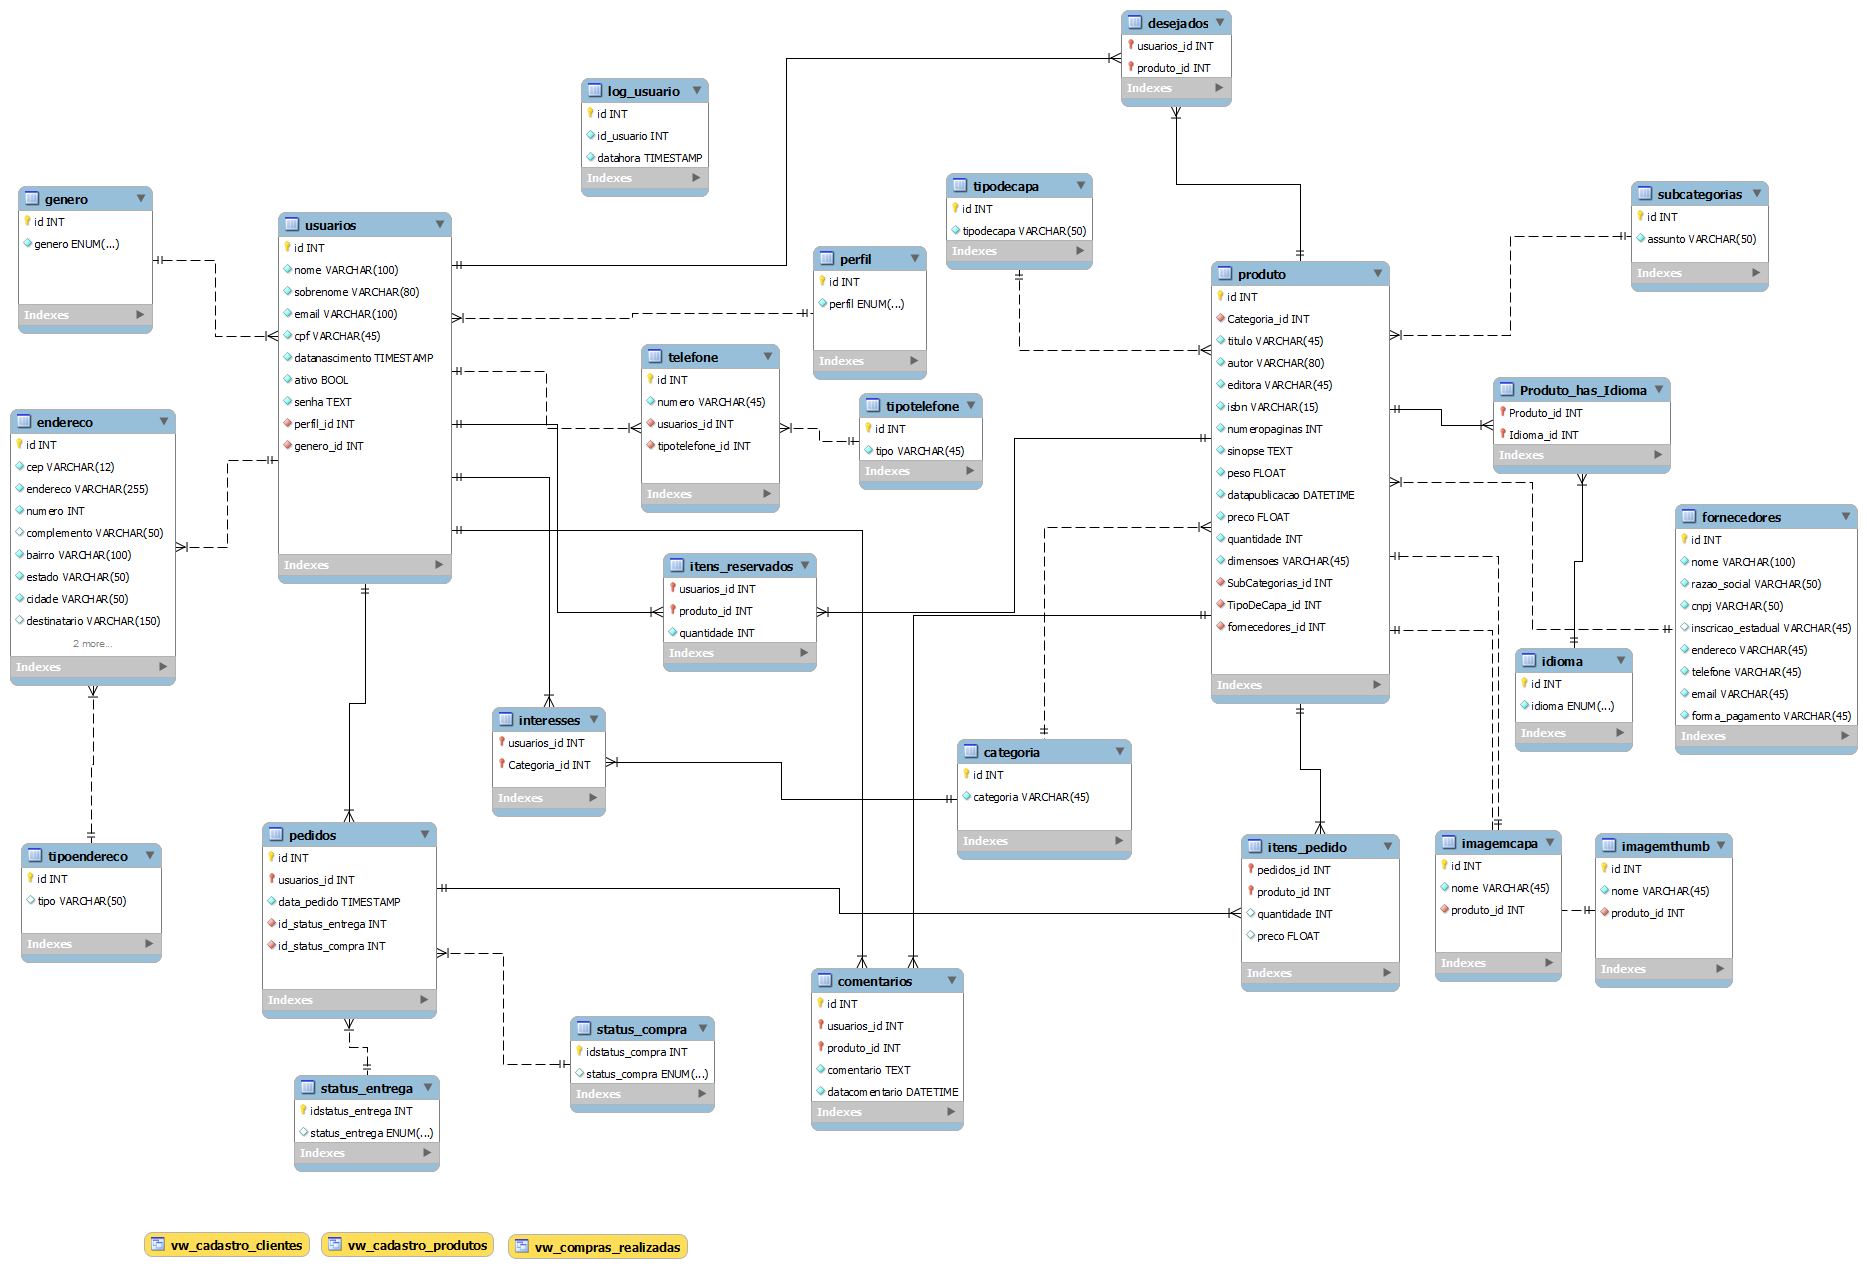 desejados
usuarios_id INT
produto_id INT
Indexes
log_usuario
id INT
id_usuario INT
datahora TIMESTAMP
Indexes
genero
id INT
genero ENUM(...)
Indexes
usuarios
id INT
nome VARCHAR(100)
sobrenome VARCHAR(80)
email VARCHAR(100)
cpf VARCHAR(45)
datanascimento TIMESTAMP
ativo BOOL
senha TEXT
perfil_id INT
genero_id INT
Indexes
tipodecapa
id INT
tipodecapa VARCHAR(50)
Indexes
subcategorias
id INT
assunto VARCHAR(50)
Indexes
perfil
id INT
perfil ENUM(...)
Indexes
produto
id INT
Categoria_id INT
titulo VARCHAR(45)
autor VARCHAR(80)
editora VARCHAR(45)
isbn VARCHAR(15)
numeropaginas INT
sinopse TEXT
peso FLOAT
datapublicacao DATETIME
preco FLOAT
quantidade INT
dimensoes VARCHAR(45)
SubCategorias_id INT
TipoDeCapa_id INT
fornecedores_id INT
Indexes
telefone
id INT
numero VARCHAR(45)
usuarios_id INT
tipotelefone_id INT
Indexes
tipotelefone
id INT
tipo VARCHAR(45)
Indexes
Produto_has_Idioma
Produto_id INT
Idioma_id INT
Indexes
endereco
id INT
cep VARCHAR(12)
endereco VARCHAR(255)
numero INT
complemento VARCHAR(50)
bairro VARCHAR(100)
estado VARCHAR(50)
cidade VARCHAR(50)
destinatario VARCHAR(150)
2 more...
Indexes
fornecedores
id INT
nome VARCHAR(100)
razao_social VARCHAR(50)
cnpj VARCHAR(50)
inscricao_estadual VARCHAR(45)
endereco VARCHAR(45)
telefone VARCHAR(45)
email VARCHAR(45)
forma_pagamento VARCHAR(45)
Indexes
itens_reservados
usuarios_id INT
produto_id INT
quantidade INT
Indexes
idioma
id INT
idioma ENUM(...)
Indexes
interesses
usuarios_id INT
Categoria_id INT
Indexes
categoria
id INT
categoria VARCHAR(45)
Indexes
tipoendereco
id INT
tipo VARCHAR(50)
Indexes
pedidos
id INT
usuarios_id INT
data_pedido TIMESTAMP
id_status_entrega INT
id_status_compra INT
Indexes
itens_pedido
pedidos_id INT
produto_id INT
quantidade INT
preco FLOAT
Indexes
imagemcapa
id INT
nome VARCHAR(45)
produto_id INT
Indexes
imagemthumb
id INT
nome VARCHAR(45)
produto_id INT
Indexes
comentarios
id INT
usuarios_id INT
produto_id INT
comentario TEXT
datacomentario DATETIME
Indexes
status_compra
idstatus_compra INT
status_compra ENUM(...)
Indexes
status_entrega
idstatus_entrega INT
status_entrega ENUM(...)
Indexes
vw_cadastro_clientes
vw_cadastro_produtos
vw_compras_realizadas